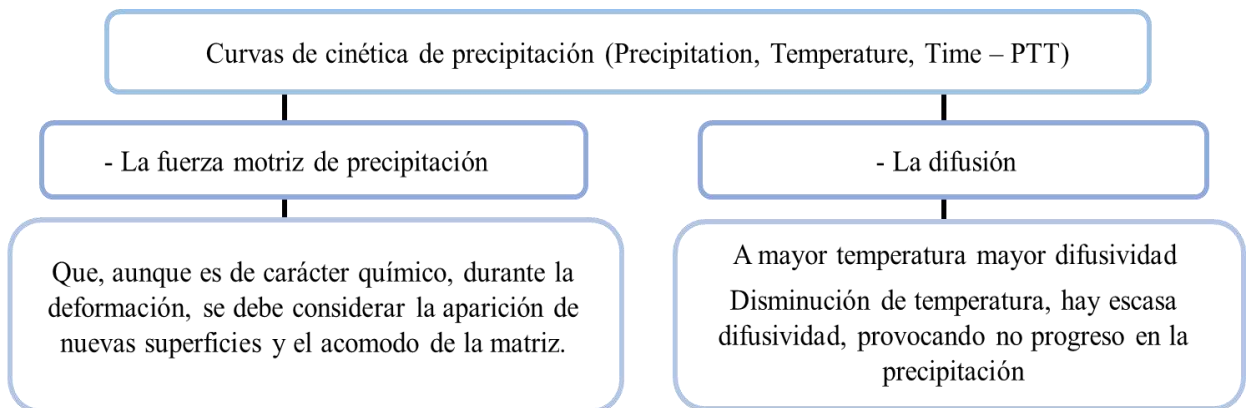 Curvas de cinética de precipitación (Precipitation, Temperature, Time – PTT)
- La fuerza motriz de precipitación
- La difusión
Que, aunque es de carácter químico, durante la
deformación, se debe considerar la aparición de
nuevas superficies y el acomodo de la matriz.
A mayor temperatura mayor difusividad
Disminución de temperatura, hay escasa
difusividad, provocando no progreso en la
precipitación